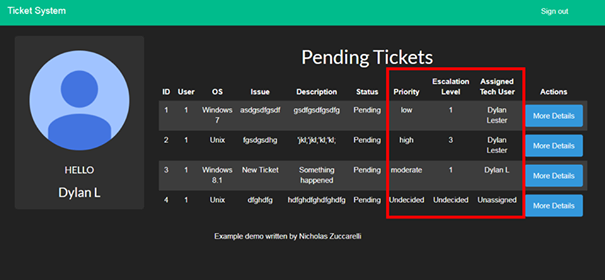 Ticket System Sign out
Pending Tickets
ID User OS Issue Description Status Priority Escalation Level Assigned Tech User Actions
1 1 Windows 7 asdgsdfgsdf gsdfgsdfgsdfg Pending low 1 Dylan Lester More Details
2 1 Unix fgsdgsdhg 'jkl;'jkl;'kl;'kl; Pending high 3 Dylan Lester More Details
3 1 Windows 8.1 New Ticket Something happened Pending moderate 1 Dylan L More Details
4 1 Unix dfghdfg hdfghdfghdfghdfg Pending Undecided Undecided Unassigned More Details
HELLO
Dylan L
Example demo written by Nicholas Zuccarelli